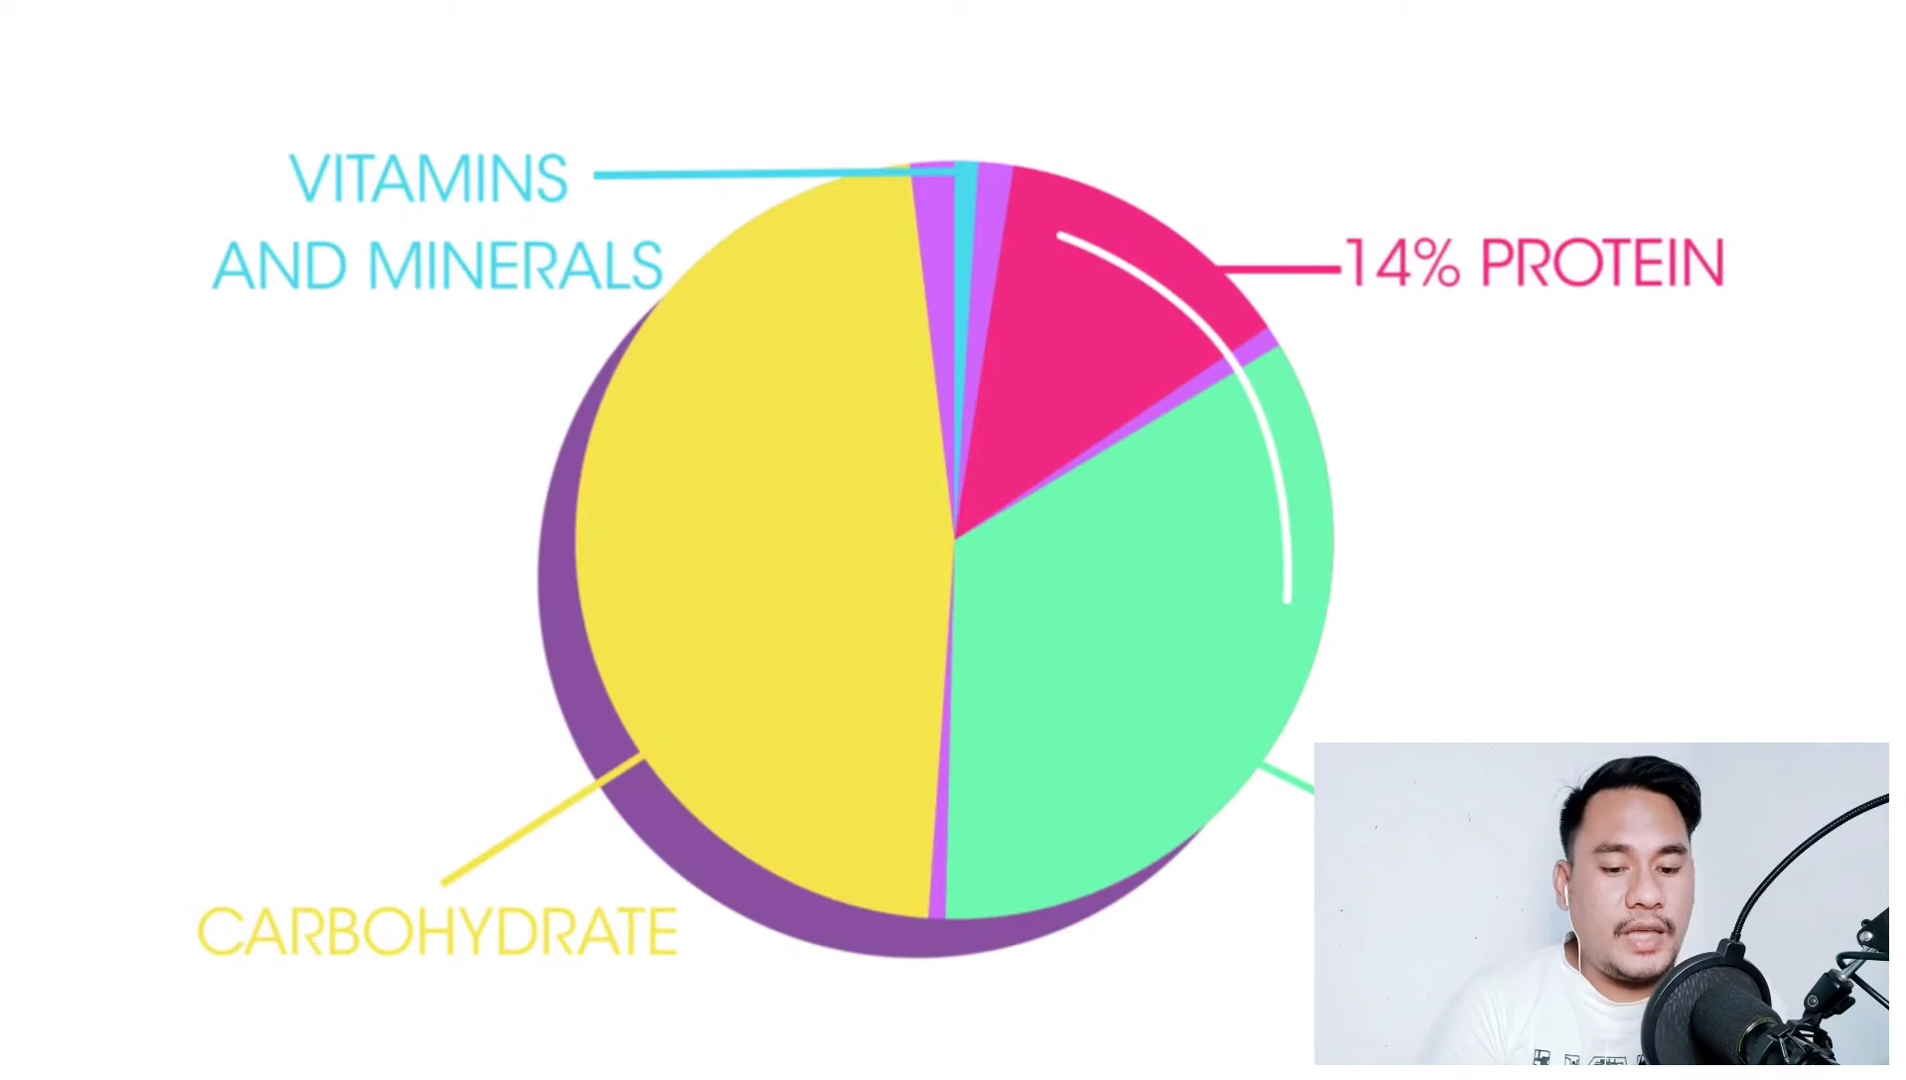 VITAMINS
AND MINERALS
14% PROTEIN
CARBOHYDRATE